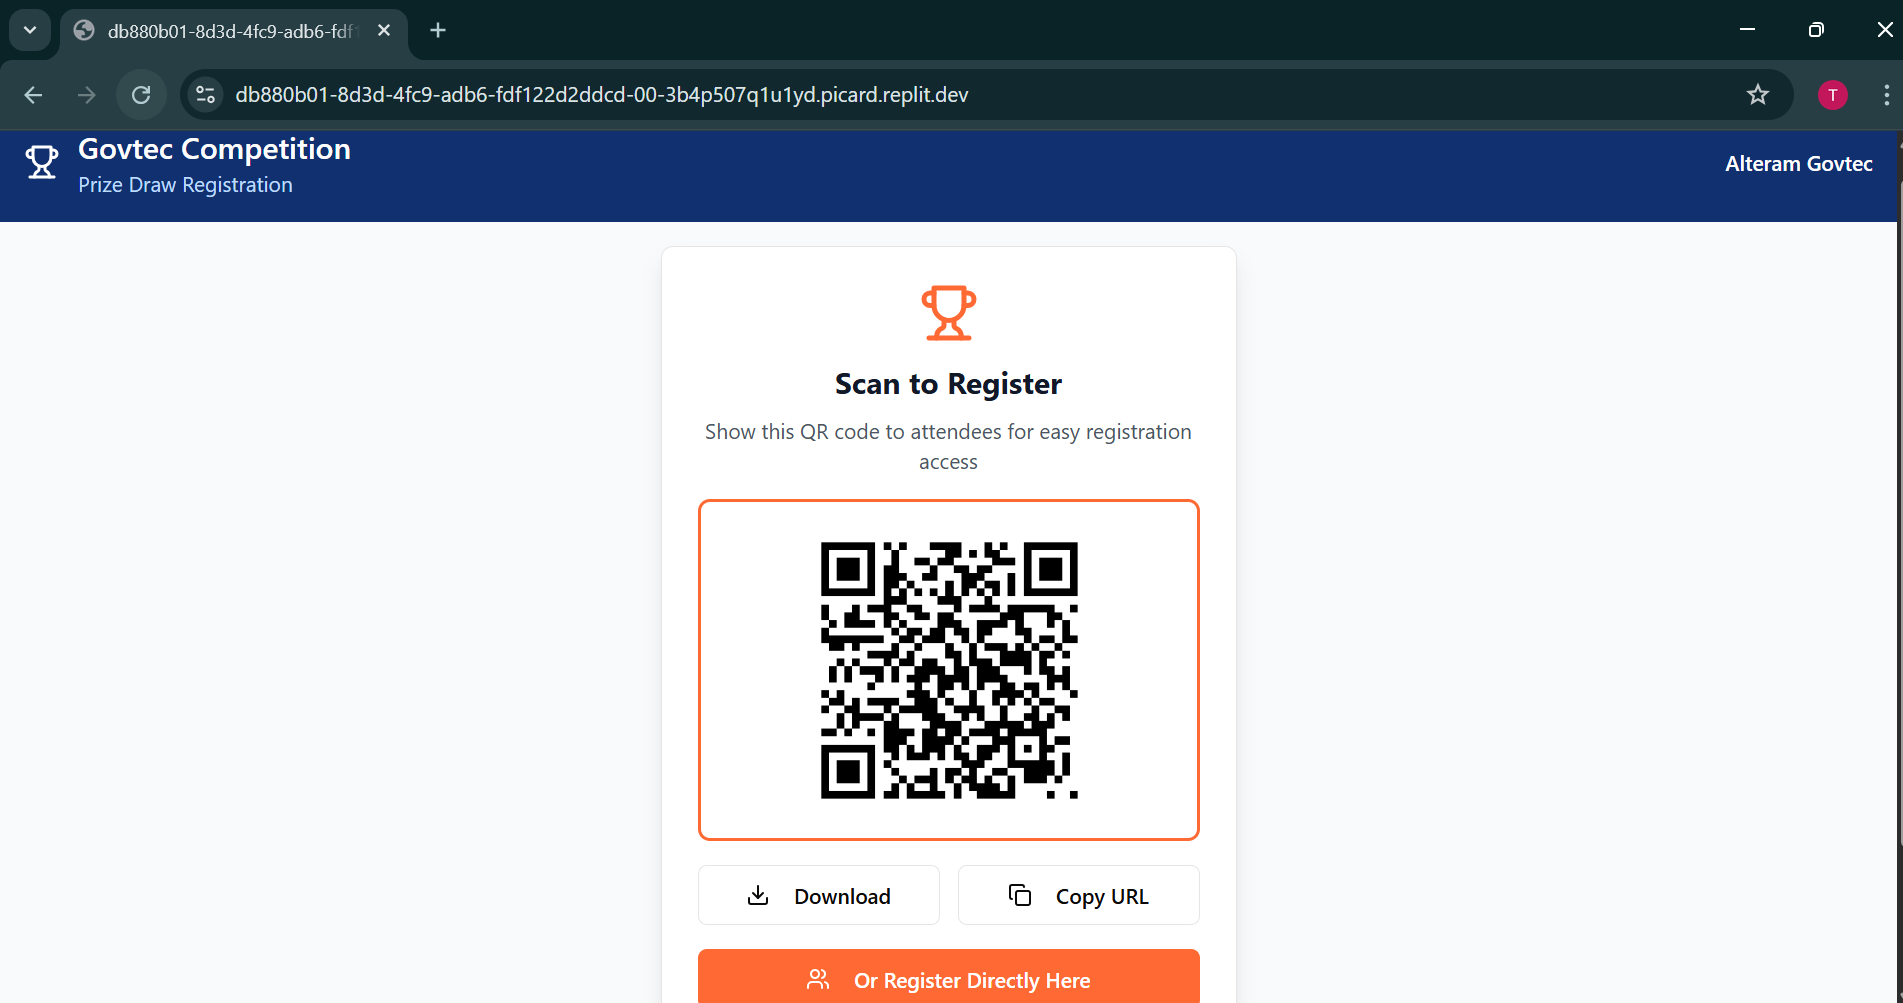 db880b01-8d3d-4fc9-adb6-fdf1
db880b01-8d3d-4fc9-adb6-fdf122d2ddcd-00-3b4p507q1u1yd.picard.replit.dev
T
Govtec Competition
Prize Draw Registration
Alteram Govtec
Scan to Register
Show this QR code to attendees for easy registration
access
Download
Copy URL
Or Register Directly Here